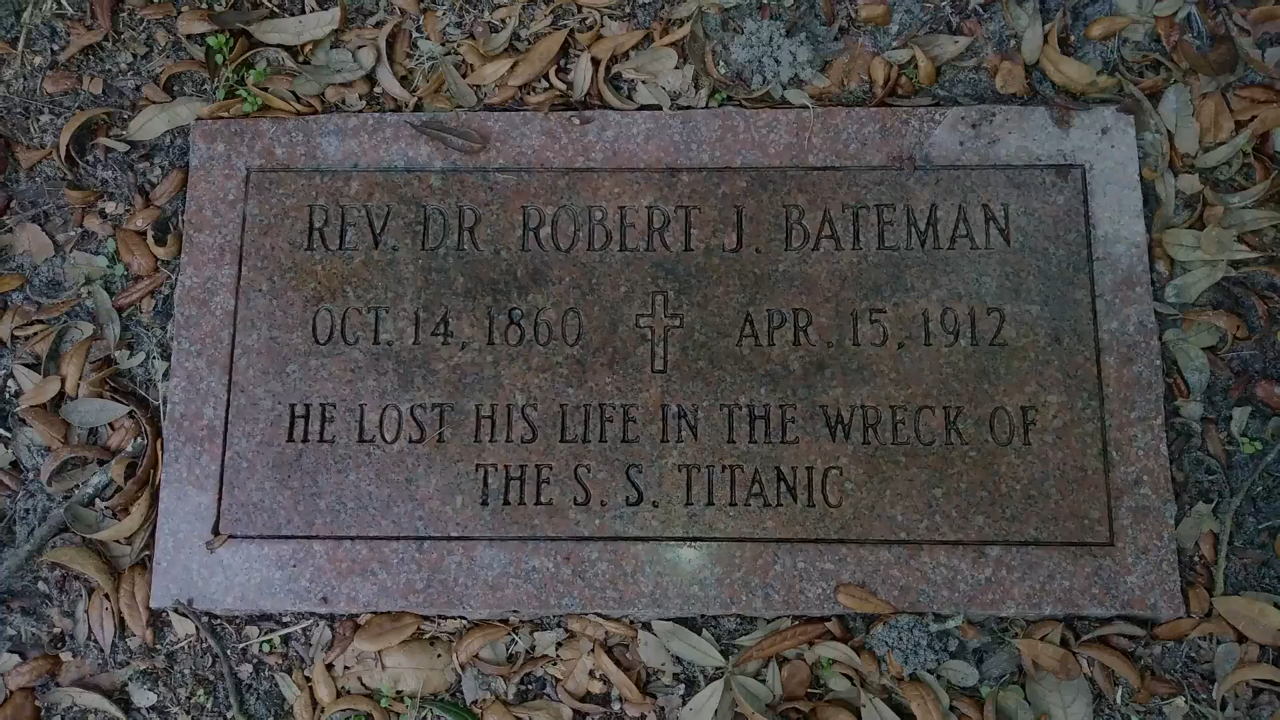 REV. DR. ROBERT J. BATEMAN
OCT. 14, 1860 APR. 15, 1912
HE LOST HIS LIFE IN THE WRECK OF
THE S. S. TITANIC